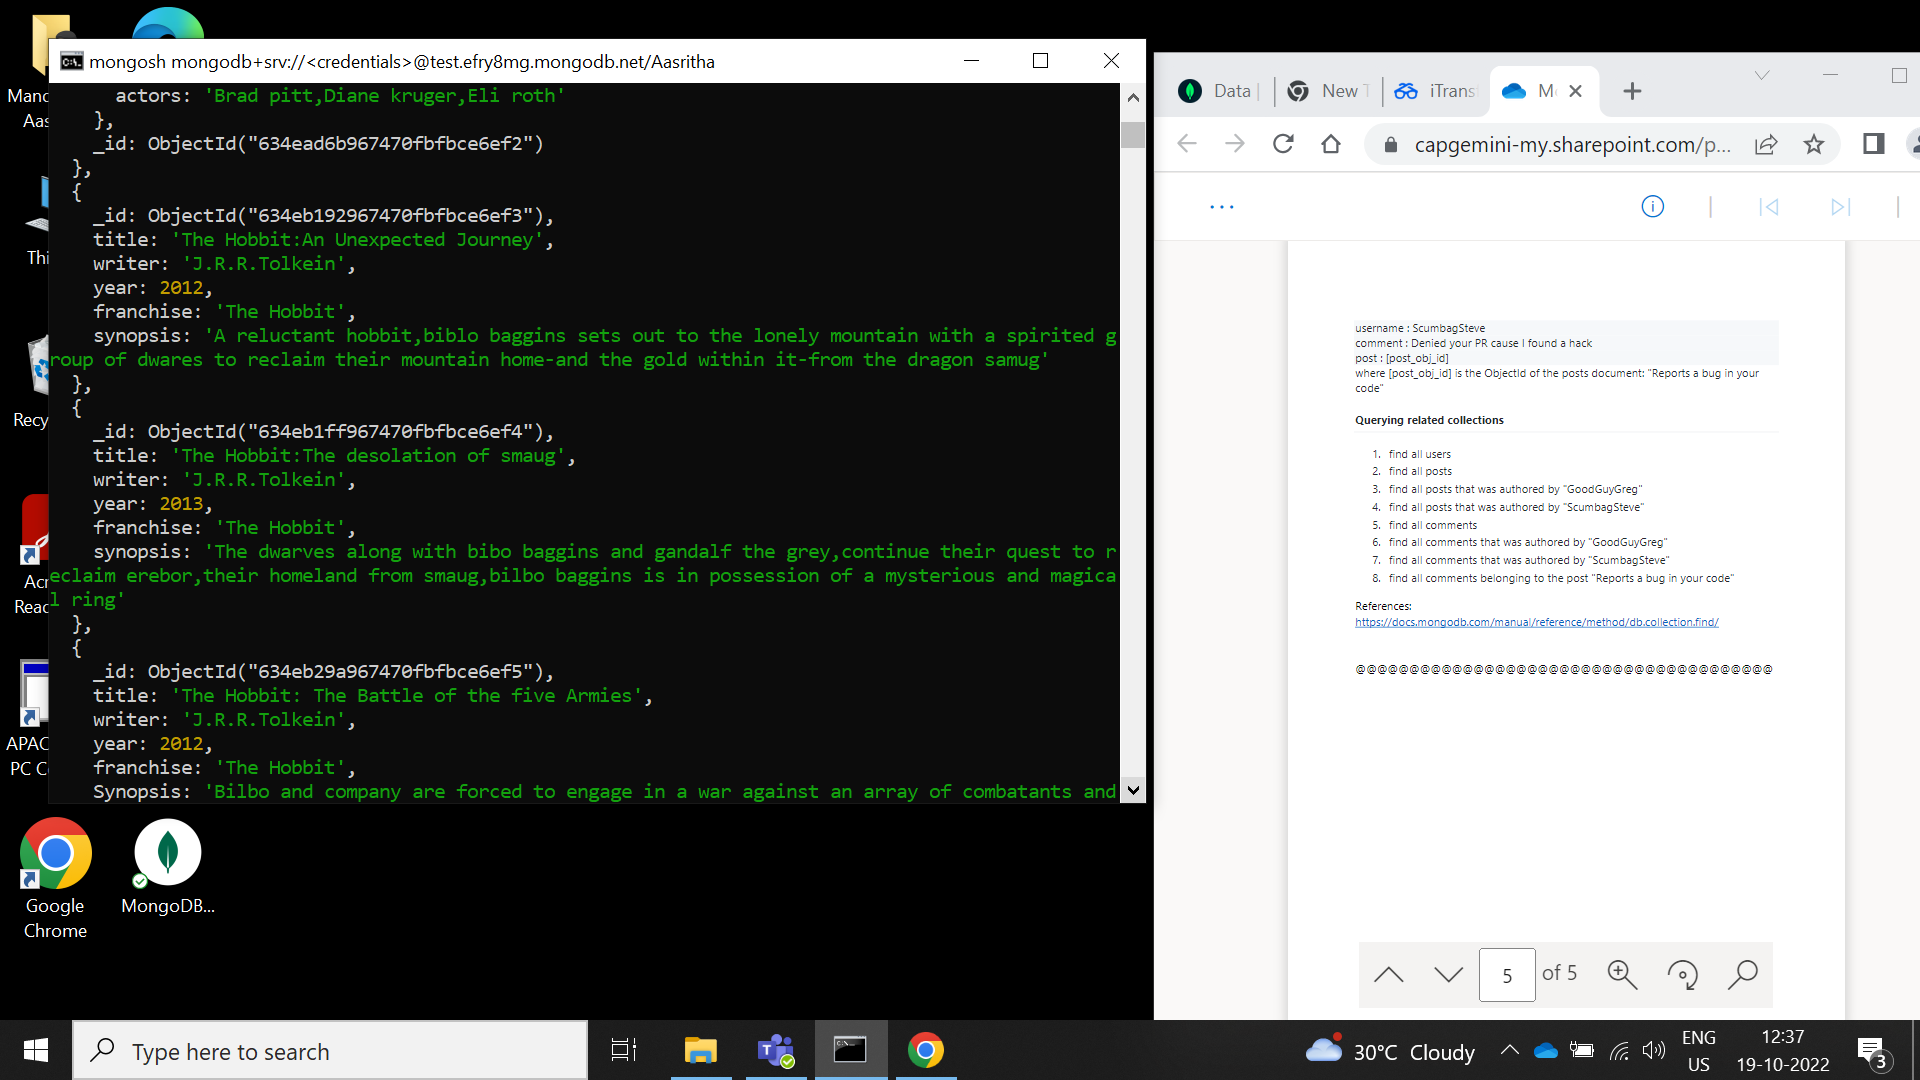 Manc
Aas
Thi
Recy
Acr
Reac
APAC
PC C
Google
Chrome
MongoDB...
mongosh mongodb+srv://<credentials>@test.efry8mg.mongodb.net/Aasritha
actors: 'Brad pitt,Diane kruger,Eli roth'
},
_id: ObjectId("634ead6b967470fbfbce6ef2")
},
{
_id: ObjectId("634eb192967470fbfbce6ef3"),
title: 'The Hobbit:An Unexpected Journey',
writer: 'J.R.R.Tolkein',
year: 2012,
franchise: 'The Hobbit',
synopsis: 'A reluctant hobbit,biblo baggins sets out to the lonely mountain with a spirited g
roup of dwares to reclaim their mountain home-and the gold within it-from the dragon samug'
},
{
_id: ObjectId("634eb1ff967470fbfbce6ef4"),
title: 'The Hobbit:The desolation of smaug',
writer: 'J.R.R.Tolkein',
year: 2013,
franchise: 'The Hobbit',
synopsis: 'The dwarves along with bibo baggins and gandalf the grey,continue their quest to r
eclaim erebor,their homeland from smaug,bilbo baggins is in possession of a mysterious and magica
l ring'
},
{
_id: ObjectId("634eb29a967470fbfbce6ef5"),
title: 'The Hobbit: The Battle of the five Armies',
writer: 'J.R.R.Tolkein',
year: 2012,
franchise: 'The Hobbit',
Synopsis: 'Bilbo and company are forced to engage in a war against an array of combatants and
Data
New T
iTrans
Mc
capgemini-my.sharepoint.com/p...
username : ScumbagSteve
comment : Denied your PR cause I found a hack
post : [post_obj_id]
where [post_obj_id] is the ObjectId of the posts document: "Reports a bug in your
code"
Querying related collections
1. find all users
2. find all posts
3. find all posts that was authored by "GoodGuyGreg"
4. find all posts that was authored by "ScumbagSteve"
5. find all comments
6. find all comments that was authored by "GoodGuyGreg"
7. find all comments that was authored by "ScumbagSteve"
8. find all comments belonging to the post "Reports a bug in your code"
References:
https://docs.mongodb.com/manual/reference/method/db.collection.find/
@@@@@@@@@@@@@@@@@@@@@@@@@@@@@@@@@@@@@@@
5 of 5
Type here to search
30°C Cloudy
ENG
US
12:37
19-10-2022
3